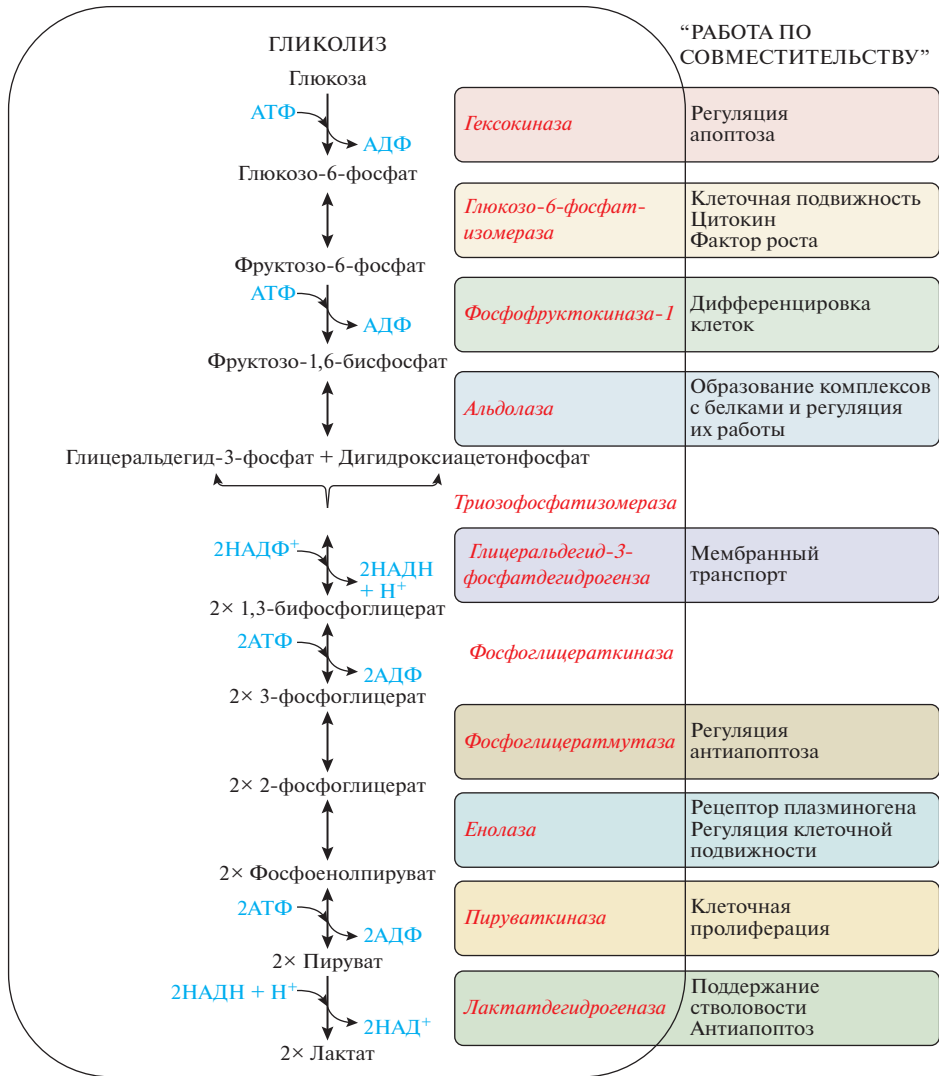 ГЛИКОЛИЗ
“РАБОТА ПО
СОВМЕСТИТЕЛЬСТВУ”
Глюкоза
АТФ
АДФ
Гексокиназа
Регуляция
апоптоза
Глюкозо-6-фосфат
Глюкозо-6-фосфат-
изомераза
Клеточная подвижность
Цитокин
Фактор роста
Фруктозо-6-фосфат
АТФ
АДФ
Фосфофруктокиназа-1
Дифференцировка
клеток
Фруктозо-1,6-бисфосфат
Альдолаза
Образование комплексов
с белками и регуляция
их работы
Глицеральдегид-3-фосфат + Дигидроксиацетонфосфат
Триозофосфатизомераза
2НАДФ⁺
2НАДН
+ Н⁺
Глицеральдегид-3-
фосфатдегидрогенза
Мембранный
транспорт
2× 1,3-бифосфоглицерат
2АТФ
2АДФ
Фосфоглицераткиназа
2× 3-фосфоглицерат
Фосфоглицератмутаза
Регуляция
антиапоптоза
2× 2-фосфоглицерат
Енолаза
Рецептор плазминогена
Регуляция клеточной
подвижности
2× Фосфоенолпируват
2АТФ
2АДФ
Пируваткиназа
Клеточная
пролиферация
2× Пируват
2НАДН + Н⁺
2НАД⁺
Лактатдегидрогеназа
Поддержание
стволовости
Антиапоптоз
2× Лактат